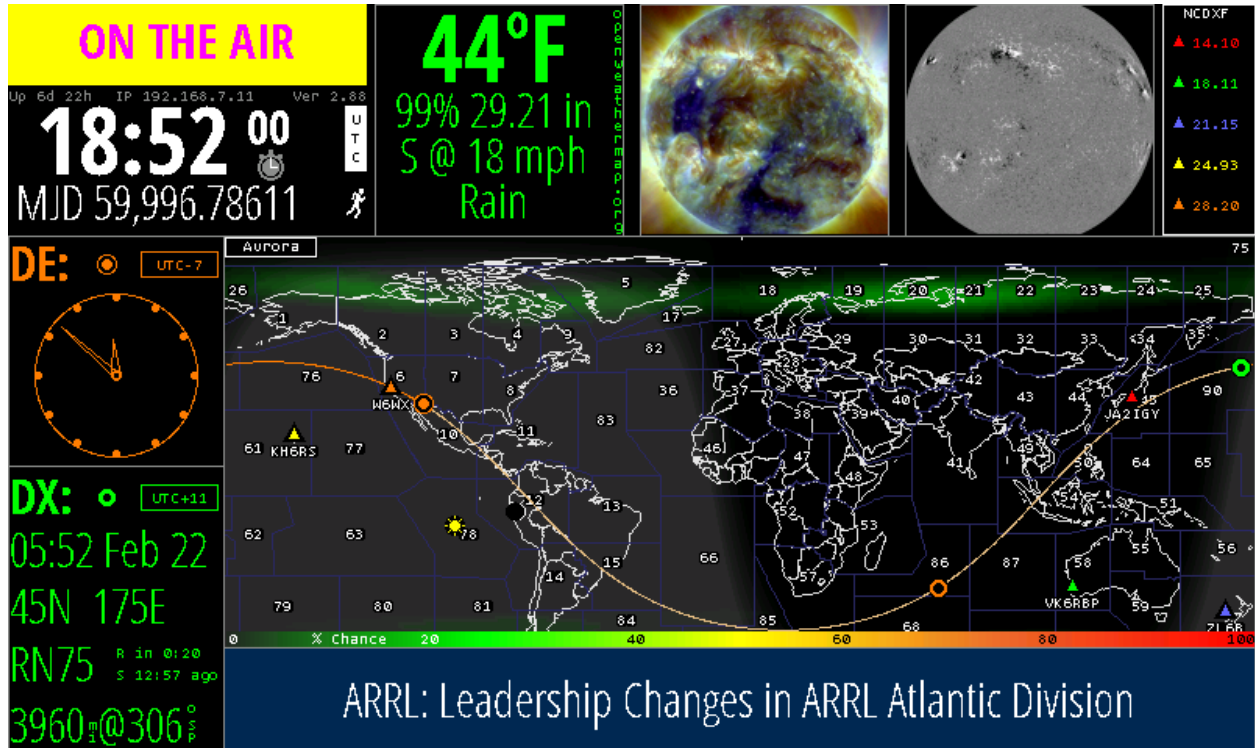 ON THE AIR
Up 6d 22h IP 192.168.7.11 Ver 2.88
18:52 00
UTC
MJD 59,996.78611
44°F
99% 29.21 in
S @ 18 mph
Rain
openweathermap.org
NCDXF
14.10
18.11
21.15
24.93
28.20
DE:
UTC-7
DX:
UTC+11
05:52 Feb 22
45N 175E
RN75 R in 0:20
S 12:57 ago
3960mi@306°SP
Aurora
75
5
26 18 19 20 21 22 23 24 25
1 17
2 3 4 9 27 28 29 30 31 32 33 34 35
82
76 6 7 8 36 37 38 39 40 42 43 44 45 90
W6WX
JA2IGY
83
61 KH6RS 77 10 11 46 47 48 41 49 50 64 65
12 13 52 53 54 51
62 63 78 66 55 56
14 15 57 86 87 58 59
VK6RBP
79 80 81 84 85 68
ZL6B
0 % Chance 20 40 60 80 100
ARRL: Leadership Changes in ARRL Atlantic Division